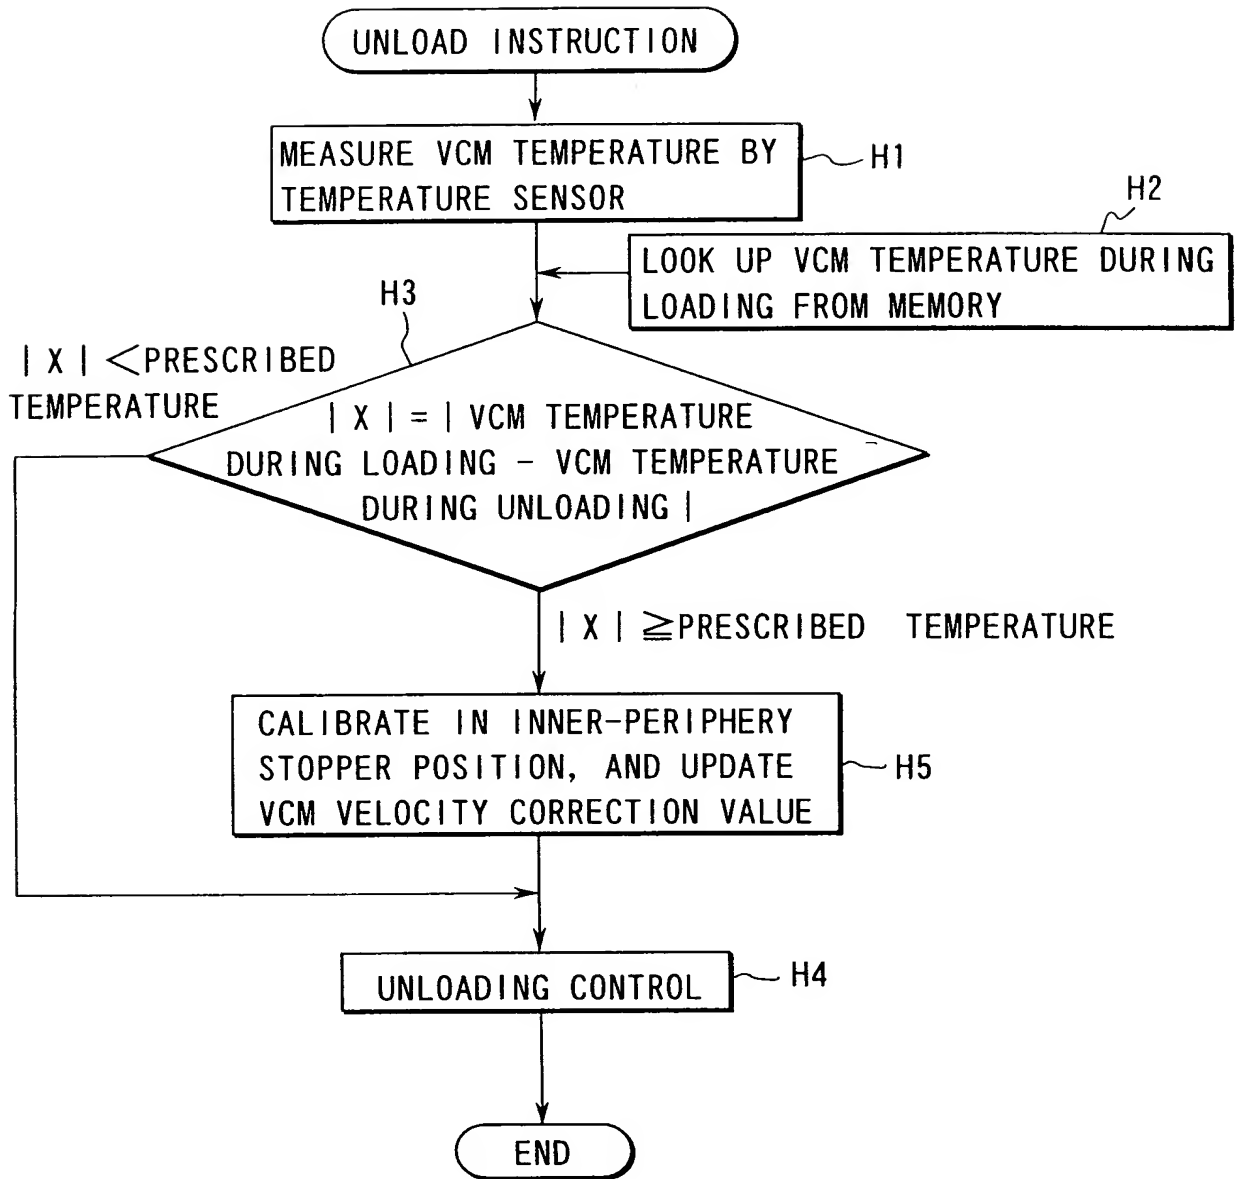 UNLOAD INSTRUCTION
MEASURE VCM TEMPERATURE BY
TEMPERATURE SENSOR
H1
H2
LOOK UP VCM TEMPERATURE DURING
LOADING FROM MEMORY
H3
| X | <PRESCRIBED
TEMPERATURE
| X | = | VCM TEMPERATURE
DURING LOADING - VCM TEMPERATURE
DURING UNLOADING |
| X | ≧PRESCRIBED TEMPERATURE
CALIBRATE IN INNER-PERIPHERY
STOPPER POSITION, AND UPDATE
VCM VELOCITY CORRECTION VALUE
H5
UNLOADING CONTROL
H4
END